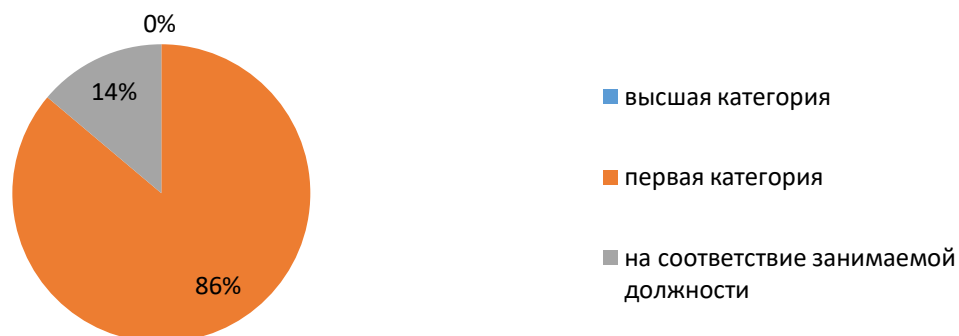 0%
14%
86%
высшая категория
первая категория
на соответствие занимаемой
должности